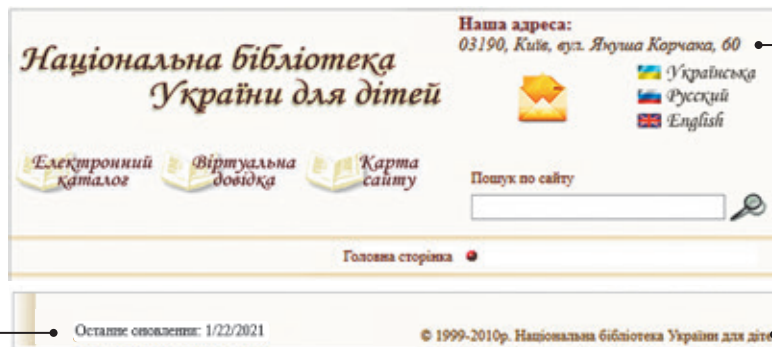 Наша адреса:
03190, Київ, вул. Януша Корчака, 60
Національна бібліотека
України для дітей
Українська
Русский
English
Електронний каталог
Віртуальна довідка
Карта сайту
Пошук по сайту
Головна сторінка
Останнє оновлення: 1/22/2021
© 1999-2010р. Національна бібліотека України для діте